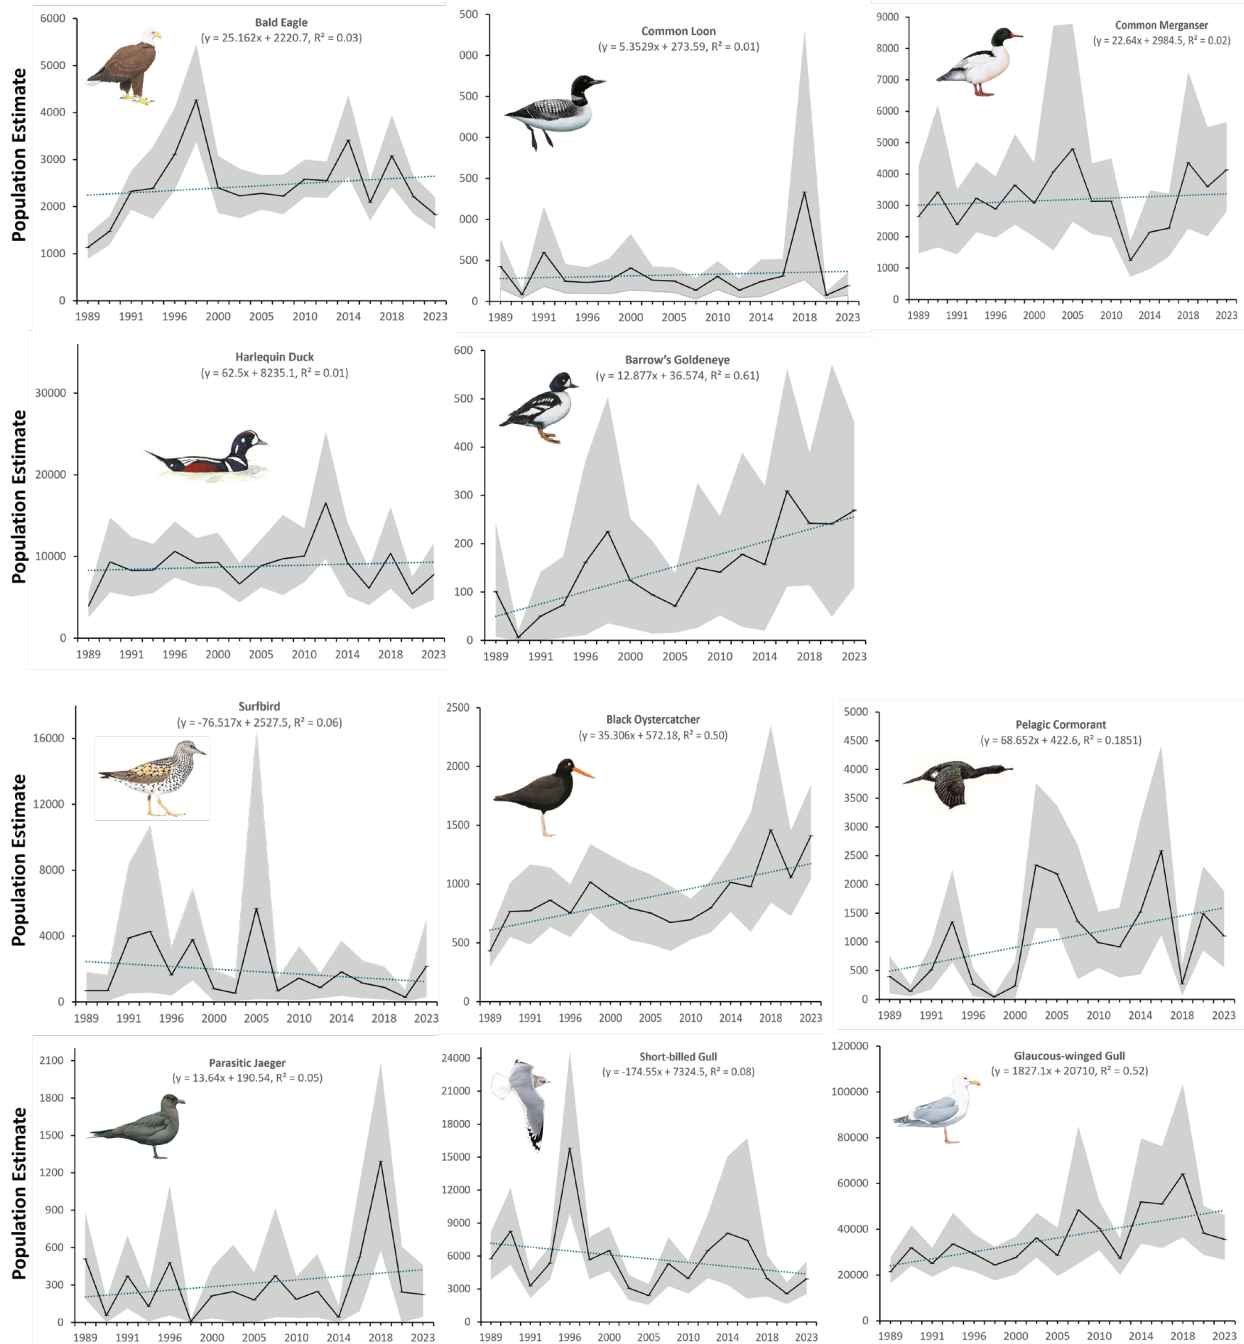 Population Estimate
Bald Eagle
(y = 25.162x + 2220.7, R² = 0.03)
6000
5000
4000
3000
2000
1000
0
1989 1991 1996 2000 2005 2010 2014 2018 2023
Common Loon
(y = 5.3529x + 273.59, R² = 0.01)
500
000
500
000
500
000
500
0
1989 1991 1996 2000 2005 2010 2014 2018 2023
Common Merganser
(y = 22.64x + 2984.5, R² = 0.02)
9000
8000
7000
6000
5000
4000
3000
2000
1000
0
1989 1991 1996 2000 2005 2010 2014 2018 2023
Population Estimate
Harlequin Duck
(y = 62.5x + 8235.1, R² = 0.01)
30000
20000
10000
0
1989 1991 1996 2000 2005 2010 2014 2018 2023
Barrow's Goldeneye
(y = 12.877x + 36.574, R² = 0.61)
600
500
400
300
200
100
0
1989 1991 1996 2000 2005 2010 2014 2018 2023
Population Estimate
Surfbird
(y = -76.517x + 2527.5, R² = 0.06)
16000
12000
8000
4000
0
1989 1991 1996 2000 2005 2010 2014 2018 2023
Black Oystercatcher
(y = 35.306x + 572.18, R² = 0.50)
2500
2000
1500
1000
500
0
1989 1991 1996 2000 2005 2010 2014 2018 2023
Pelagic Cormorant
(y = 68.652x + 422.6, R² = 0.1851)
5000
4500
4000
3500
3000
2500
2000
1500
1000
500
0
1989 1991 1996 2000 2005 2010 2014 2018 2023
Population Estimate
Parasitic Jaeger
(y = 13.64x + 190.54, R² = 0.05)
2100
1800
1500
1200
900
600
300
0
1989 1991 1996 2000 2005 2010 2014 2018 2023
Short-billed Gull
(y = -174.55x + 7324.5, R² = 0.08)
24000
21000
18000
15000
12000
9000
6000
3000
0
1989 1991 1996 2000 2005 2010 2014 2018 2023
Glaucous-winged Gull
(y = 1827.1x + 20710, R² = 0.52)
120000
100000
80000
60000
40000
20000
0
1989 1991 1996 2000 2005 2010 2014 2018 2023